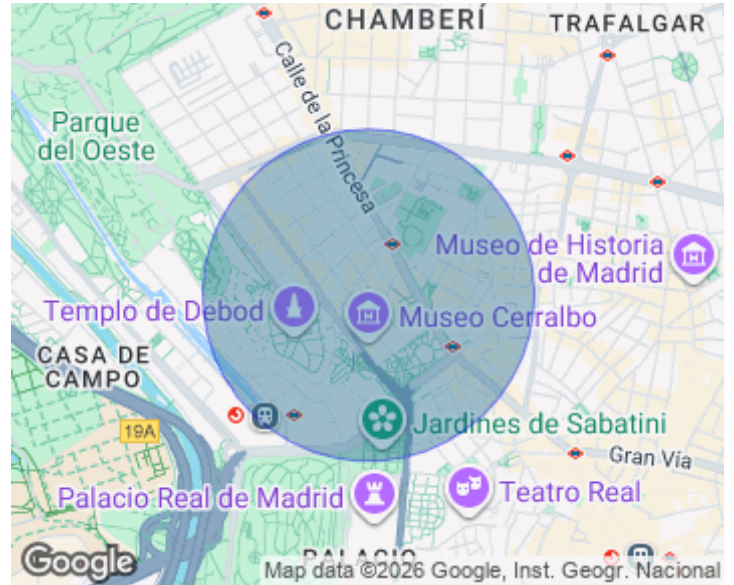 CHAMBERÍ
TRAFALGAR
Calle de la Princesa
Parque
del Oeste
Museo de Historia
de Madrid
Templo de Debod
Museo Cerralbo
CASA DE
CAMPO
19A
Jardines de Sabatini
Gran Vía
Palacio Real de Madrid
Teatro Real
PALACIO
Google
Map data ©2026 Google, Inst. Geogr. Nacional